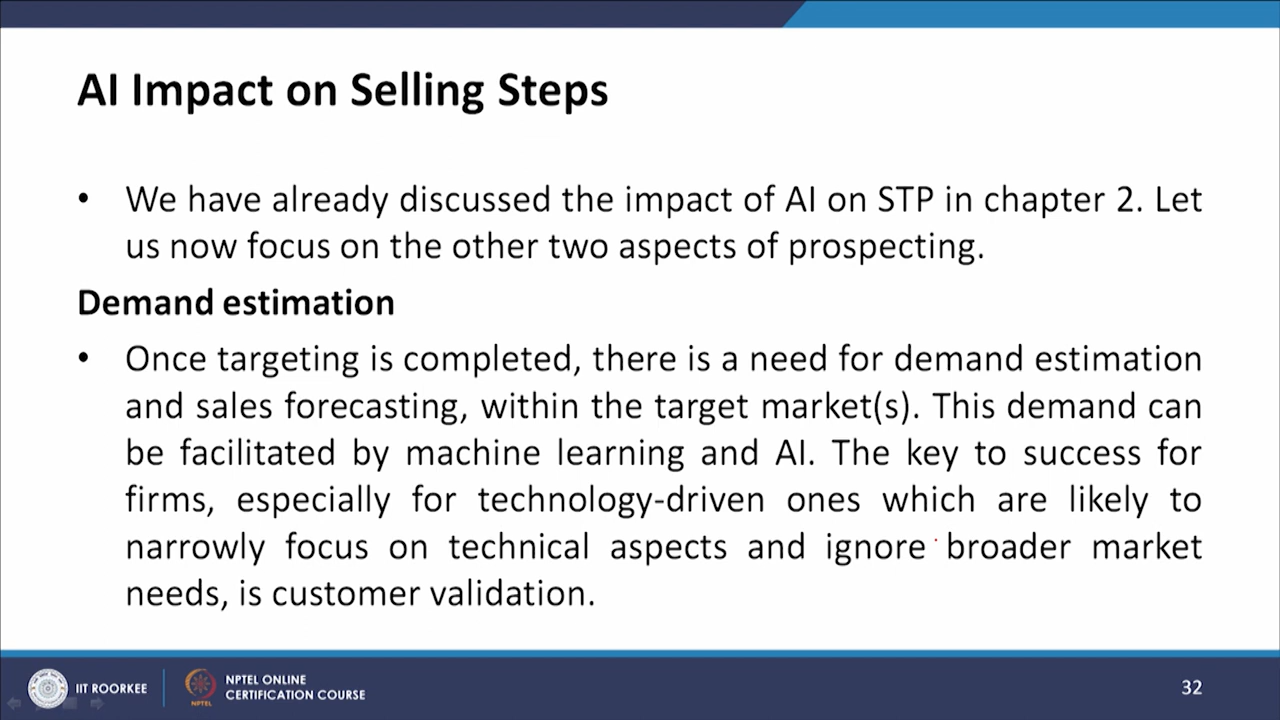 AI Impact on Selling Steps
• We have already discussed the impact of AI on STP in chapter 2. Let
us now focus on the other two aspects of prospecting.
Demand estimation
• Once targeting is completed, there is a need for demand estimation
and sales forecasting, within the target market(s). This demand can
be facilitated by machine learning and AI. The key to success for
firms, especially for technology-driven ones which are likely to
narrowly focus on technical aspects and ignore broader market
needs, is customer validation.
IIT ROORKEE
NPTEL
NPTEL ONLINE
CERTIFICATION COURSE
32